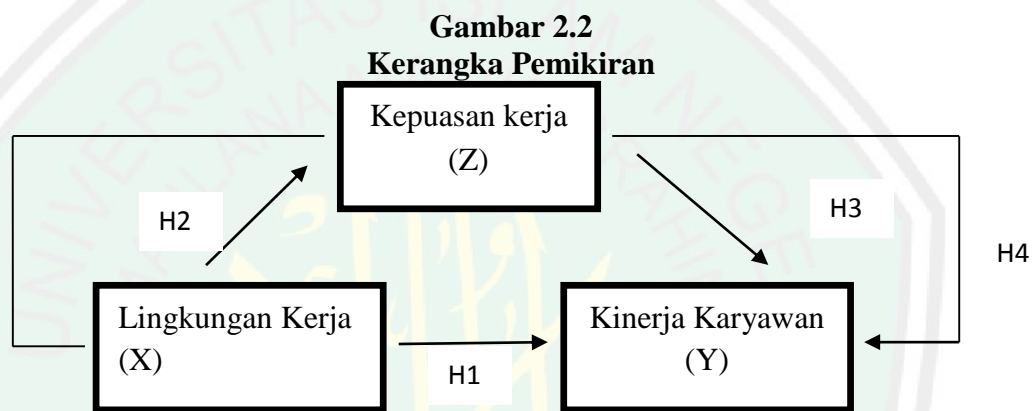 Gambar 2.2
Kerangka Pemikiran
Kepuasan kerja
(Z)
H2
H3
H4
Lingkungan Kerja
(X)
H1
Kinerja Karyawan
(Y)